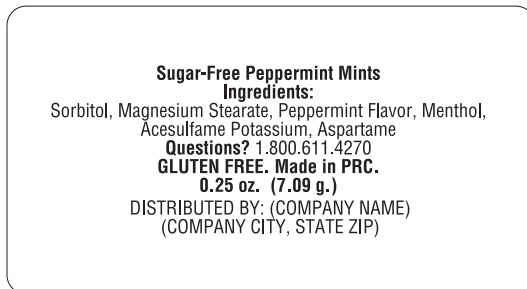 Sugar-Free Peppermint Mints
Ingredients:
Sorbitol, Magnesium Stearate, Peppermint Flavor, Menthol,
Acesulfame Potassium, Aspartame
Questions? 1.800.611.4270
GLUTEN FREE. Made in PRC.
0.25 oz. (7.09 g.)
DISTRIBUTED BY: (COMPANY NAME)
(COMPANY CITY, STATE ZIP)